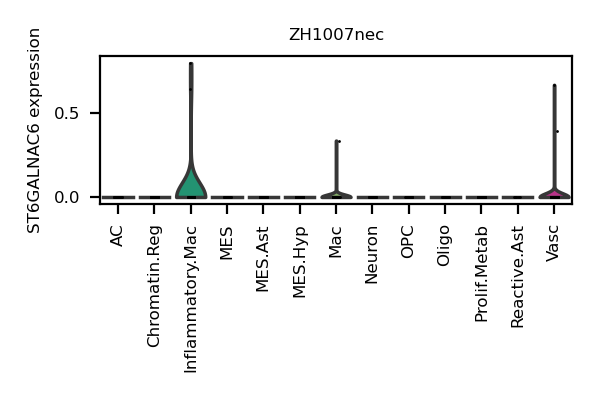 ZH1007nec
ST6GALNAC6 expression
0.5
0.0
AC
Chromatin.Reg
Inflammatory.Mac
MES
MES.Ast
MES.Hyp
Mac
Neuron
OPC
Oligo
Prolif.Metab
Reactive.Ast
Vasc